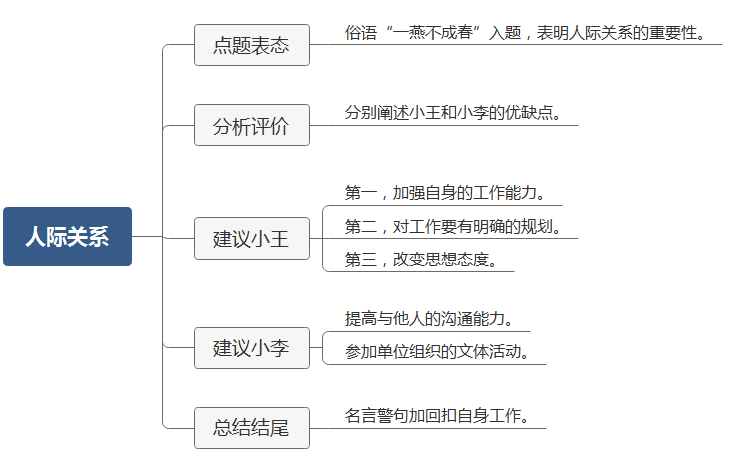 人际关系
点题表态
俗语“一燕不成春”入题，表明人际关系的重要性。
分析评价
分别阐述小王和小李的优缺点。
建议小王
第一，加强自身的工作能力。
第二，对工作要有明确的规划。
第三，改变思想态度。
建议小李
提高与他人的沟通能力。
参加单位组织的文体活动。
总结结尾
名言警句加回扣自身工作。